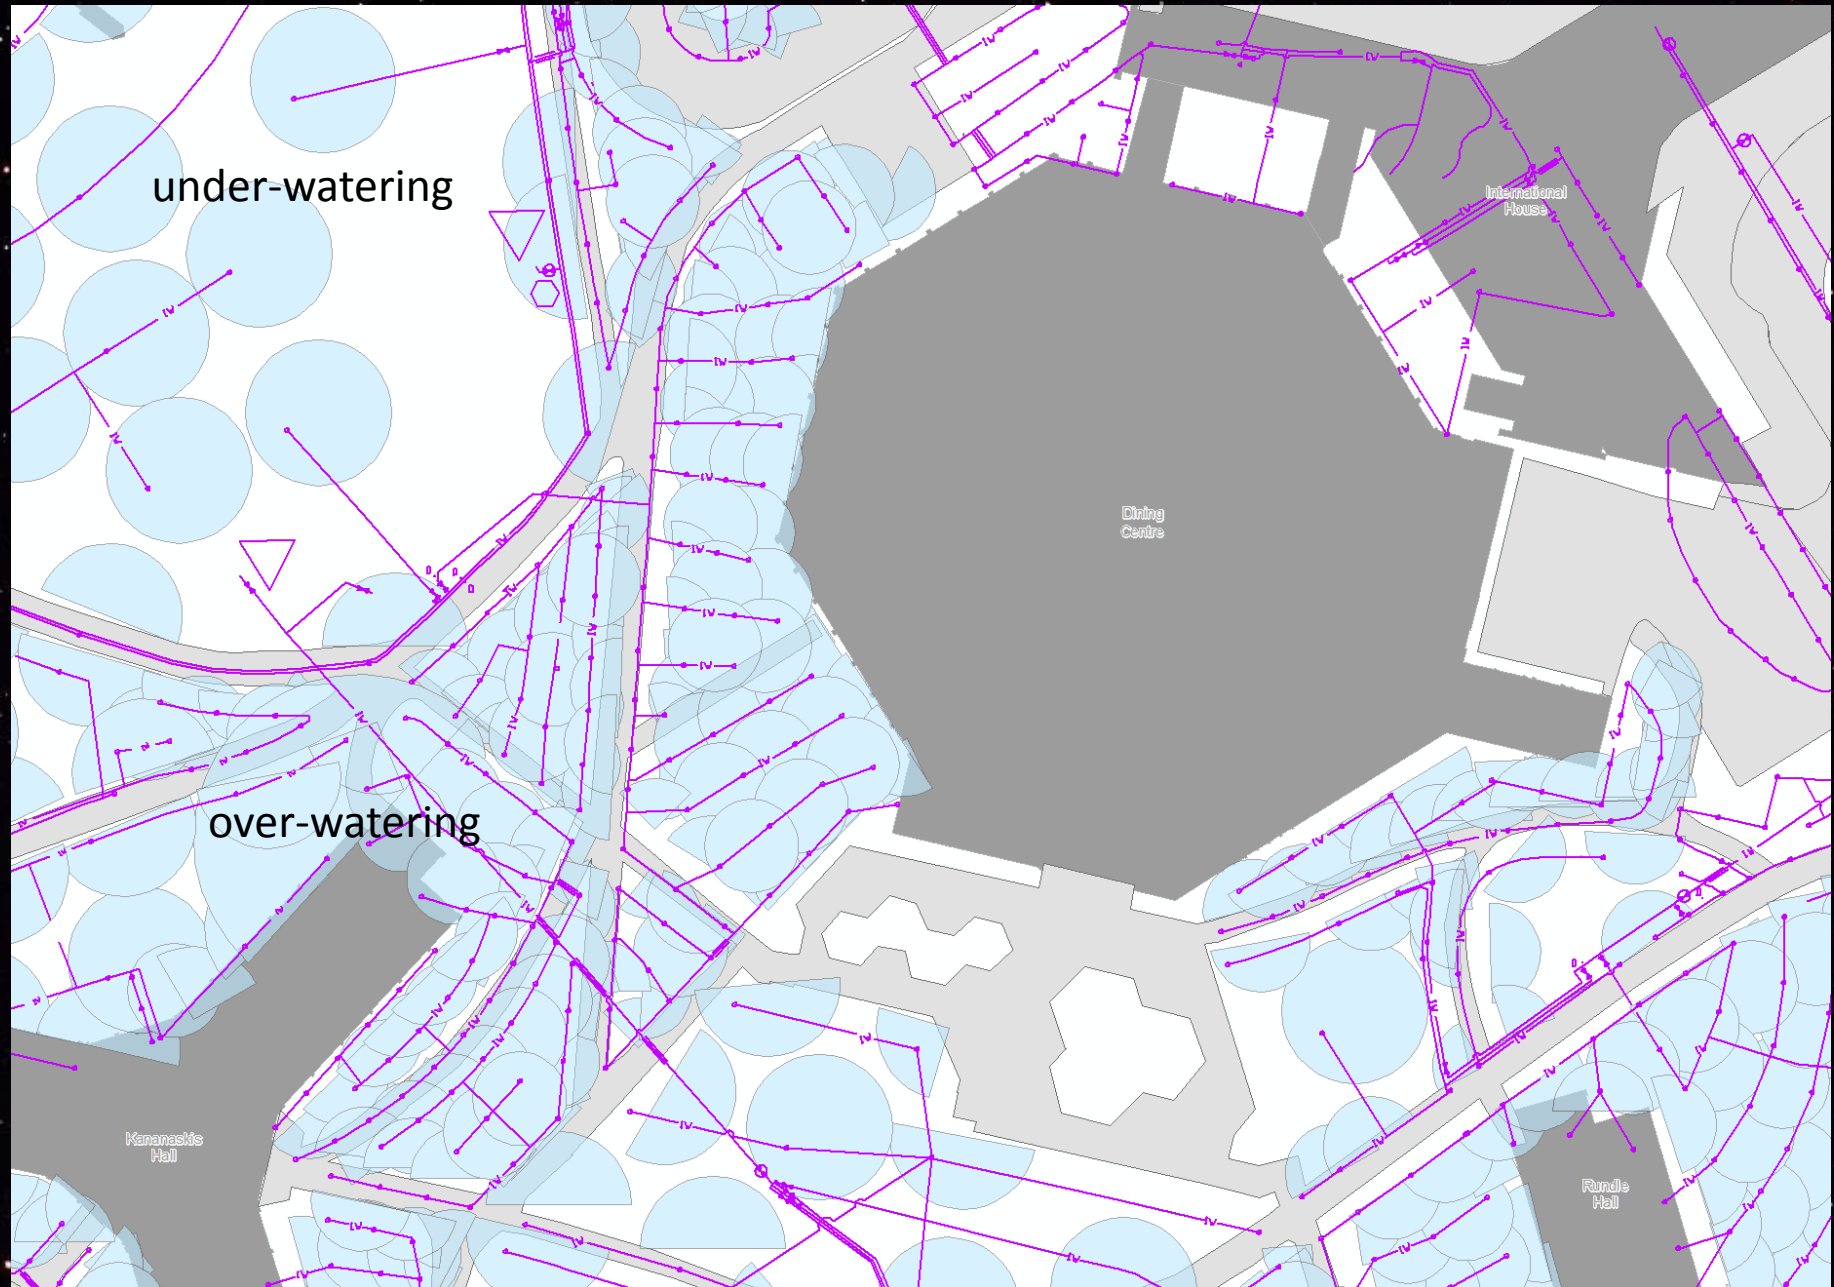 under-watering
International
House
Dining
Centre
over-watering
Kananaskis
Hall
Rundle
Hall